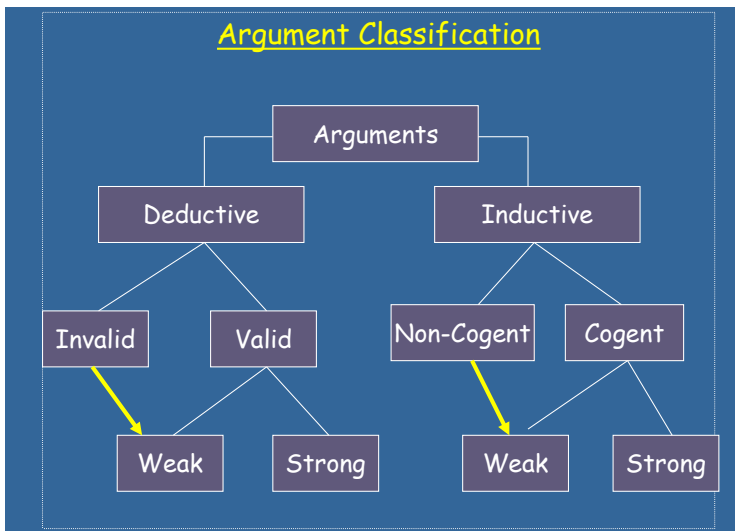 Argument Classification
Arguments
Deductive
Inductive
Invalid
Valid
Non-Cogent
Cogent
Weak
Strong
Weak
Strong